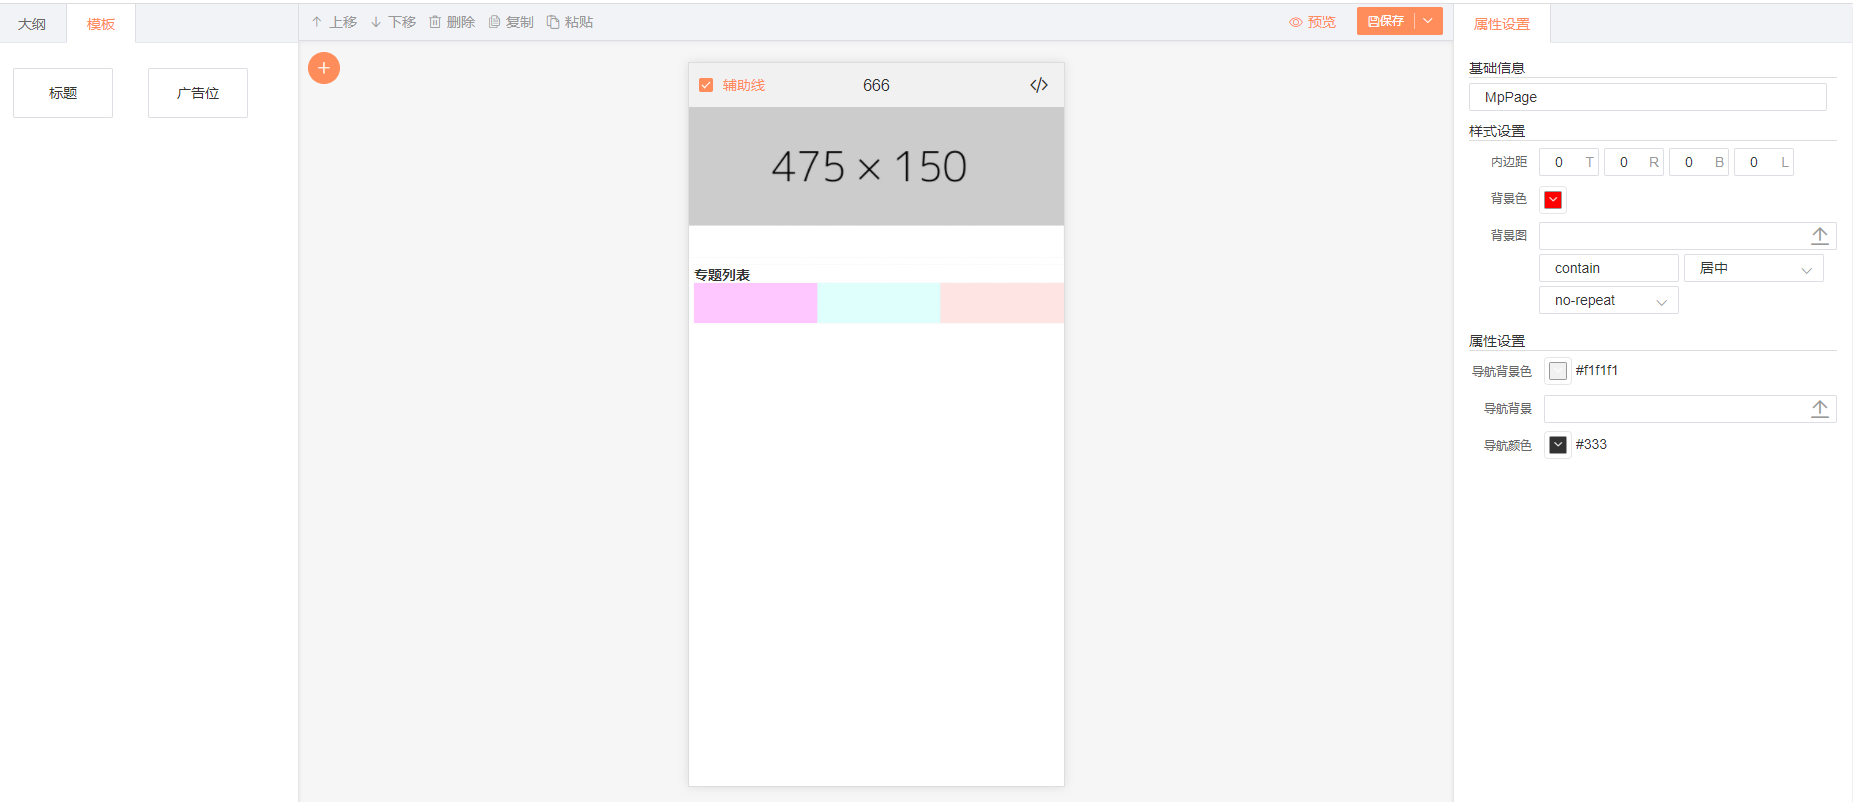 大纲
模板
标题
广告位
上移 下移 删除 复制 粘贴
预览
保存
辅助线
666
</>
475 × 150
专题列表
属性设置
基础信息
MpPage
样式设置
内边距 0 T 0 R 0 B 0 L
背景色
背景图
contain 居中
no-repeat
属性设置
导航背景色 #f1f1f1
导航背景
导航颜色 #333